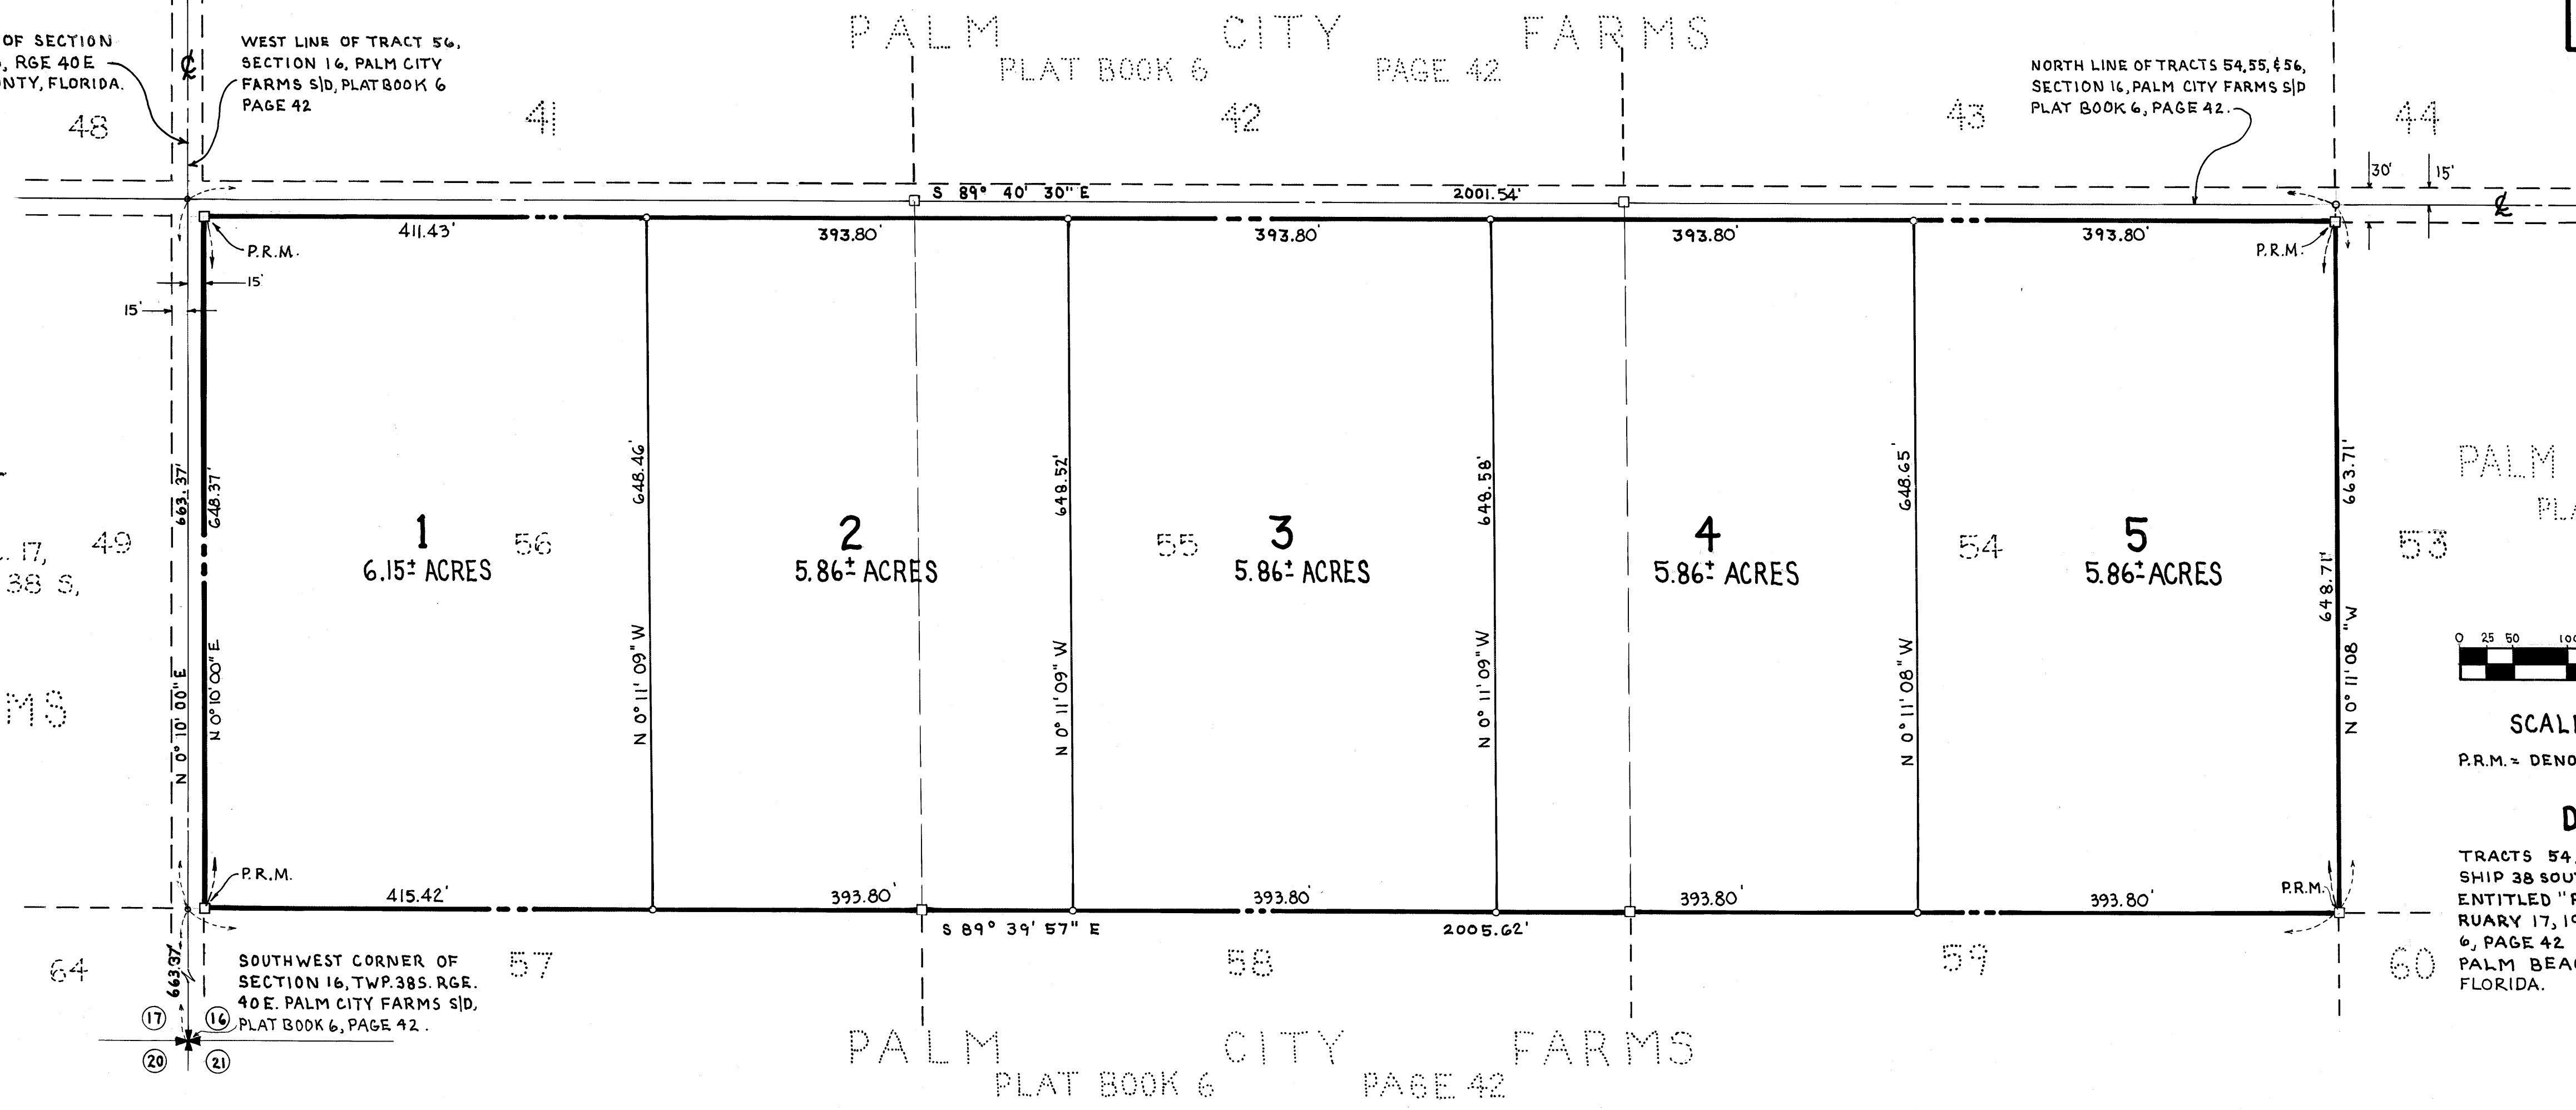 PALM CITY FARMS
PLAT BOOK 6 PAGE 42
OF SECTION
, RGE 40E
NTY, FLORIDA.
℄
WEST LINE OF TRACT 56,
SECTION 16, PALM CITY
FARMS S|D, PLAT BOOK 6
PAGE 42
NORTH LINE OF TRACTS 54,55, & 56,
SECTION 16, PALM CITY FARMS S|D
PLAT BOOK 6, PAGE 42.
48
41
42
43
44
30'
15'
S 89° 40' 30" E
2001.54'
℄
411.43'
393.80'
393.80'
393.80'
393.80'
P.R.M.
P.R.M.
15'
15'
663.37'
648.37'
648.46'
648.52'
648.58'
648.65'
663.71'
648.71'
49
1
6.15± ACRES
56
2
5.86± ACRES
55
3
5.86± ACRES
4
5.86± ACRES
54
5
5.86± ACRES
53
PALM
PLA
. 17,
38 S,
MS
N 0° 10' 00" E
N 0° 10' 00" E
N 0° 11' 09" W
N 0° 11' 09" W
N 0° 11' 09" W
N 0° 11' 08" W
N 0° 11' 08 "W
0 25 50 100
SCALE
P.R.M. = DENO
D
TRACTS 54,
SHIP 38 SOUT
ENTITLED "P
RUARY 17, 19
6, PAGE 42
PALM BEAC
FLORIDA.
P.R.M.
P.R.M.
415.42'
393.80'
393.80'
393.80'
393.80'
S 89° 39' 57" E
2005.62'
64
57
58
59
60
663.37'
SOUTHWEST CORNER OF
SECTION 16, TWP. 38S. RGE.
40E. PALM CITY FARMS S|D,
PLAT BOOK 6, PAGE 42.
17
16
20
21
PALM CITY FARMS
PLAT BOOK 6 PAGE 42